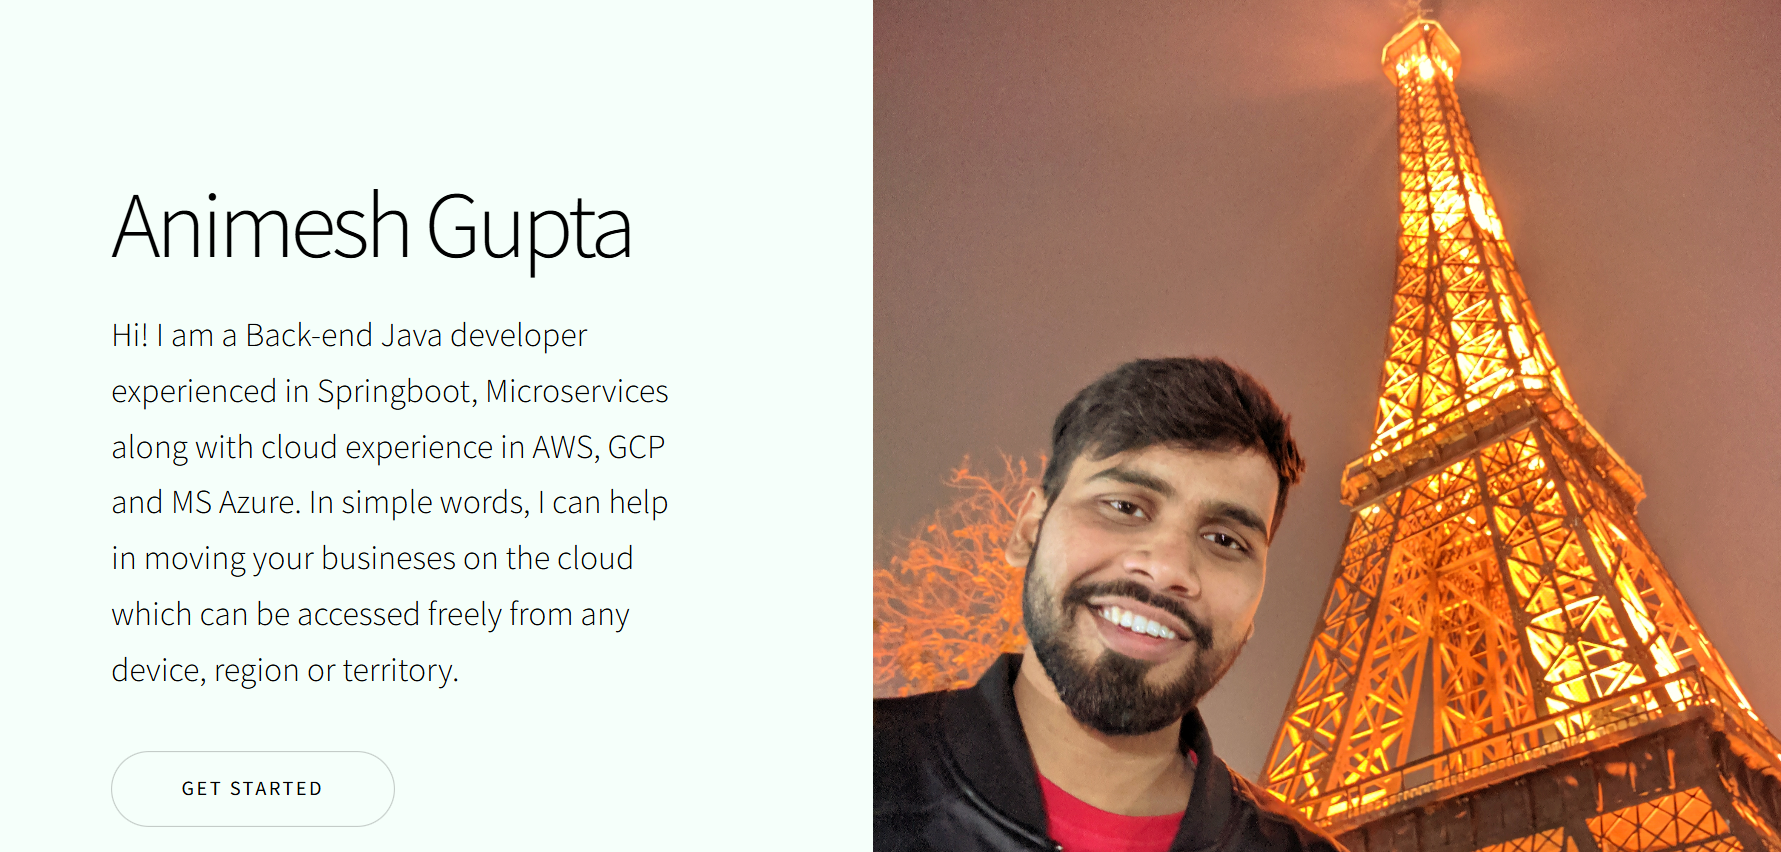 Animesh Gupta
Hi! I am a Back-end Java developer
experienced in Springboot, Microservices
along with cloud experience in AWS, GCP
and MS Azure. In simple words, I can help
in moving your busineses on the cloud
which can be accessed freely from any
device, region or territory.
GET STARTED